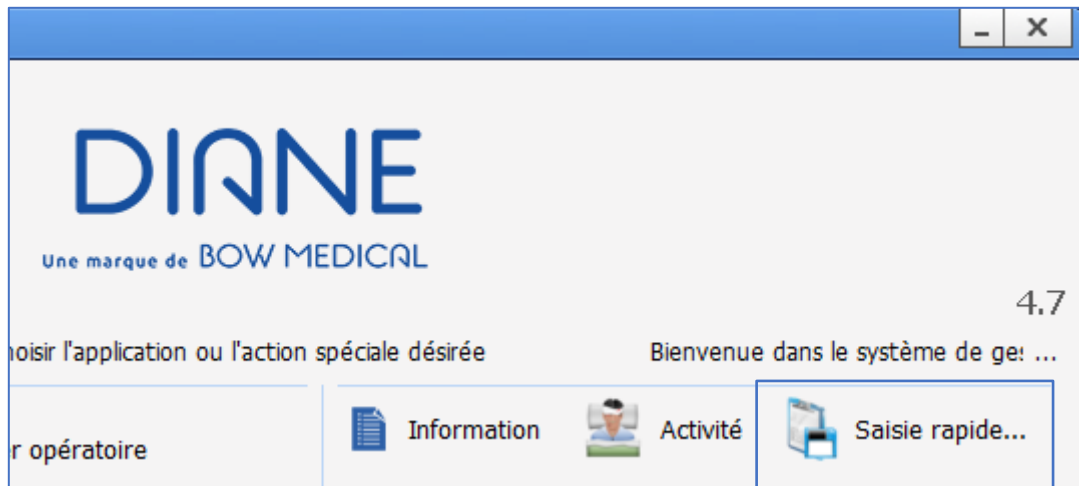 DIANE
Une marque de BOW MEDICAL
4.7
hoisir l'application ou l'action spéciale désirée
Bienvenue dans le système de ges ...
r opératoire
Information
Activité
Saisie rapide...